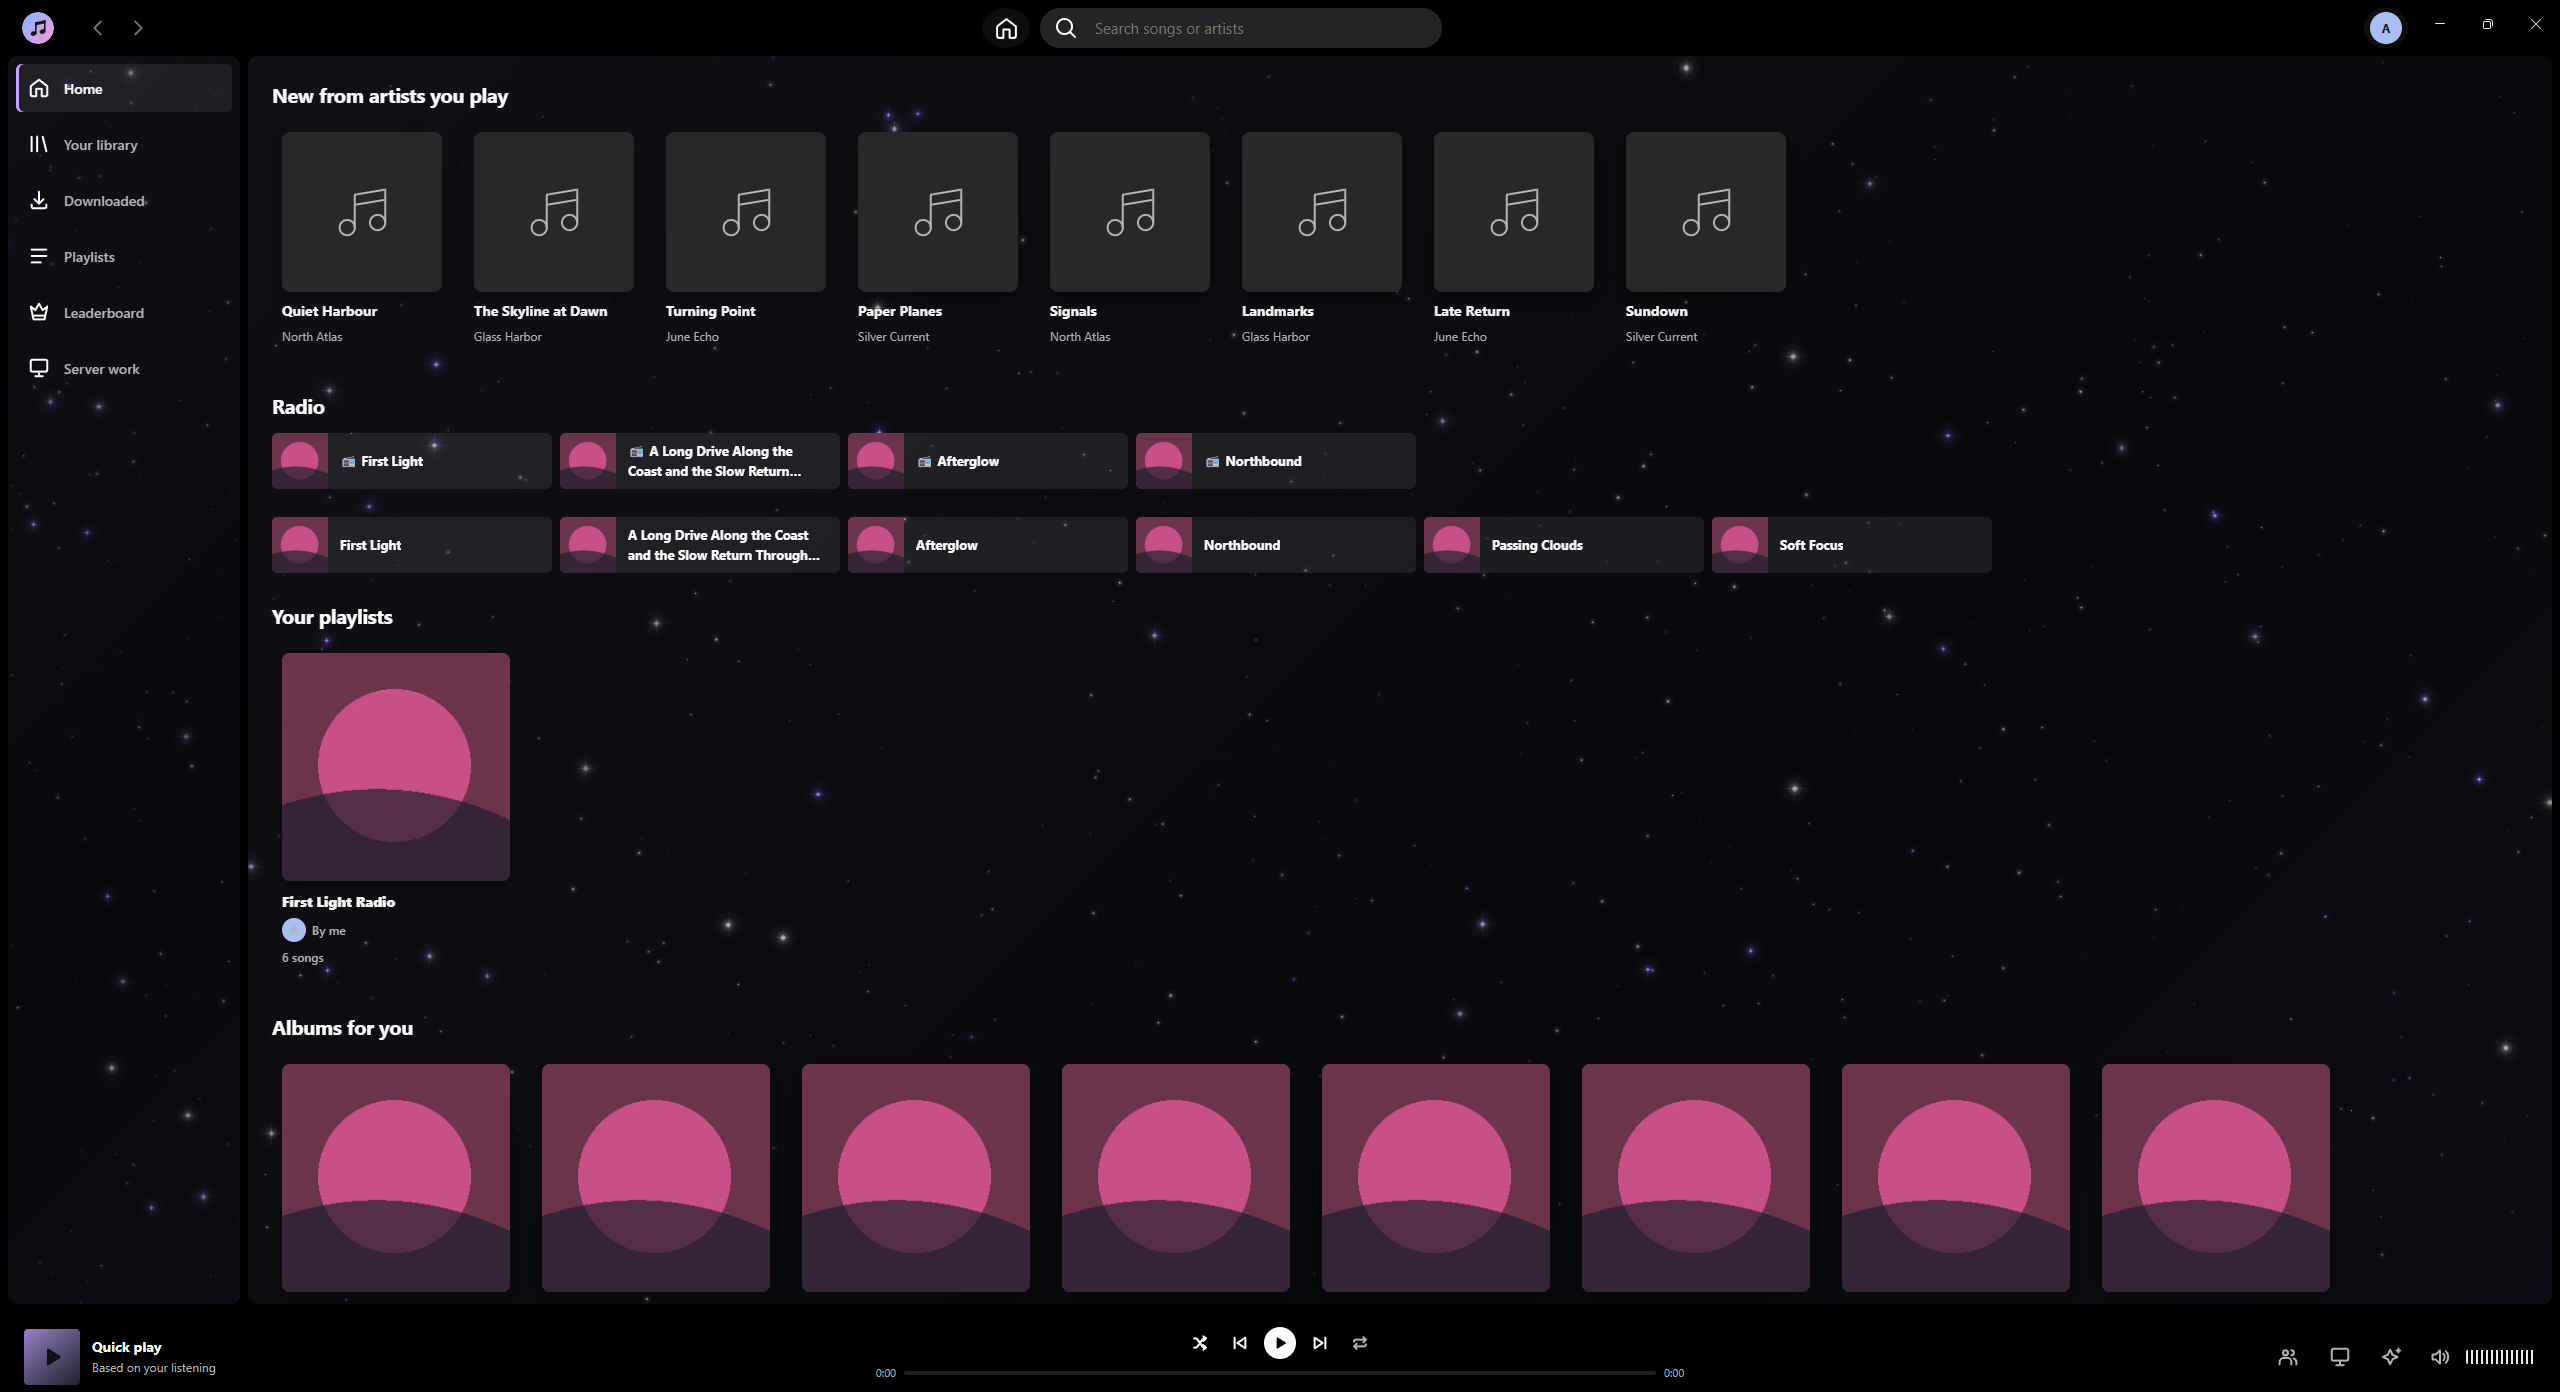 Search songs or artists
A
Home
Your library
Downloaded
Playlists
Leaderboard
Server work
New from artists you play
Quiet Harbour
North Atlas
The Skyline at Dawn
Glass Harbor
Turning Point
June Echo
Paper Planes
Silver Current
Signals
North Atlas
Landmarks
Glass Harbor
Late Return
June Echo
Sundown
Silver Current
Radio
📻 First Light
📻 A Long Drive Along the
Coast and the Slow Return...
📻 Afterglow
📻 Northbound
First Light
A Long Drive Along the Coast
and the Slow Return Through...
Afterglow
Northbound
Passing Clouds
Soft Focus
Your playlists
First Light Radio
By me
6 songs
Albums for you
Quick play
Based on your listening
0:00
0:00